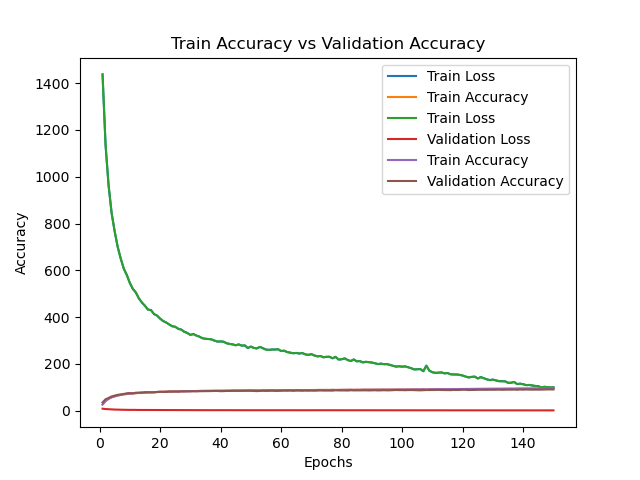 Train Accuracy vs Validation Accuracy
1400
1200
1000
800
600
400
200
0
Accuracy
Train Loss
Train Accuracy
Train Loss
Validation Loss
Train Accuracy
Validation Accuracy
0 20 40 60 80 100 120 140
Epochs